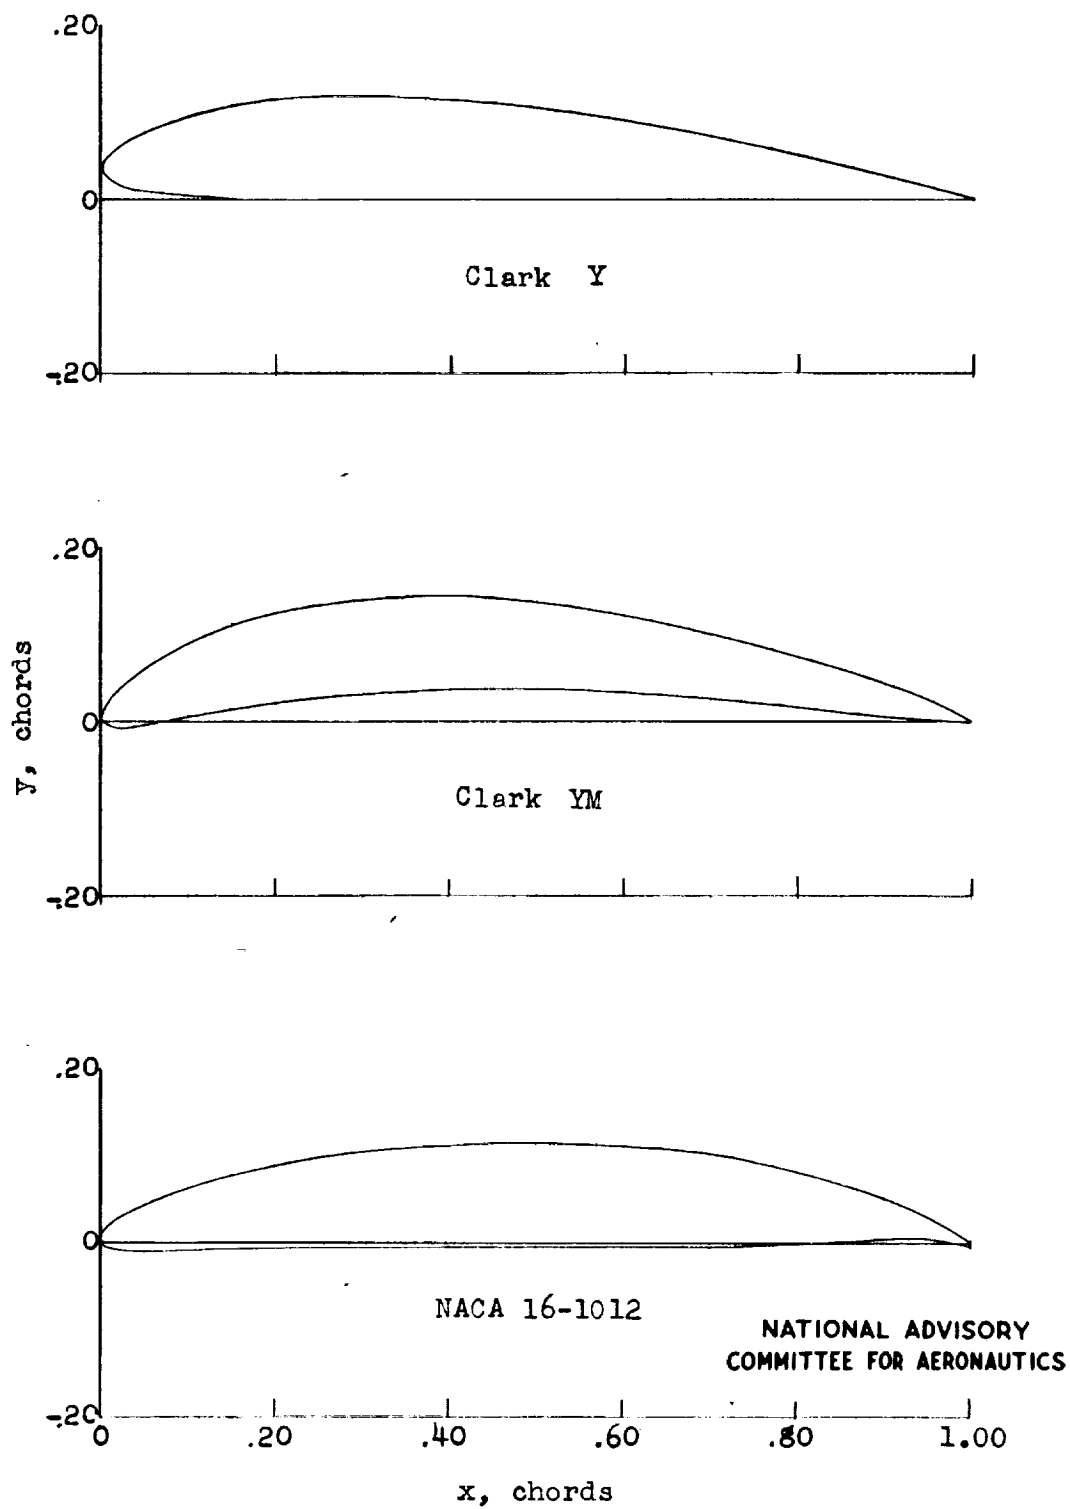 .20
0
Clark Y
-.20
.20
y, chords
0
Clark YM
-.20
.20
0
NACA 16-1012
NATIONAL ADVISORY
COMMITTEE FOR AERONAUTICS
-.20
0 .20 .40 .60 .80 1.00
x, chords